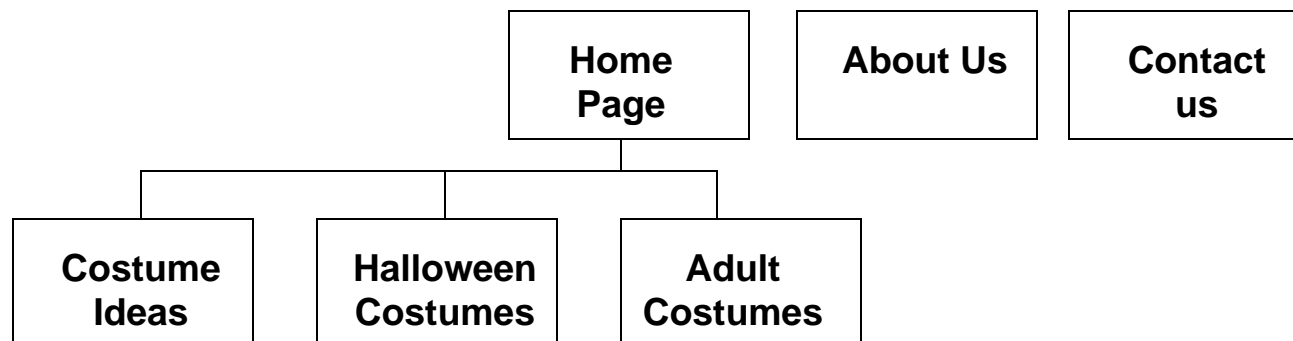 Home
Page
About Us
Contact
us
Costume
Ideas
Halloween
Costumes
Adult
Costumes